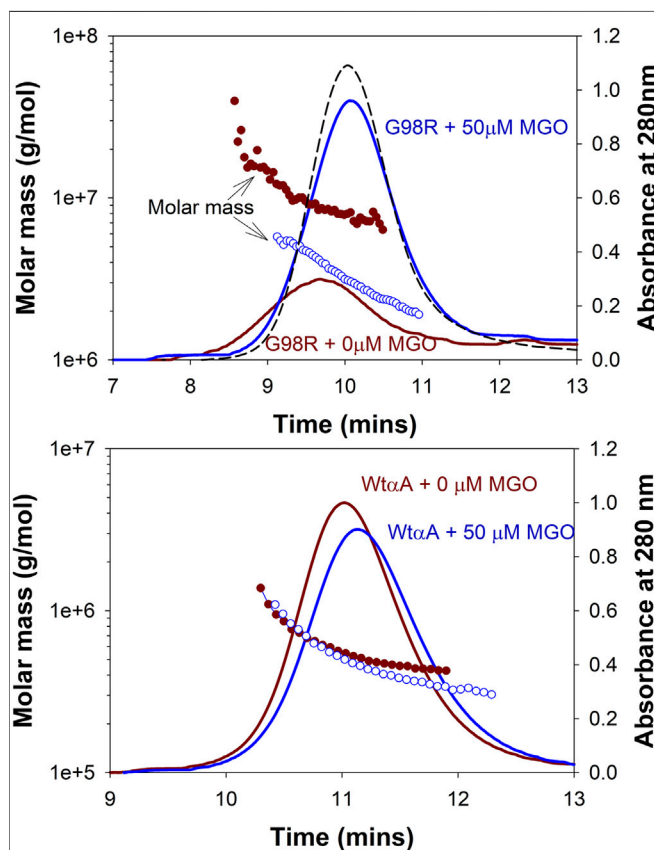 1e+8
1e+7
1e+6
Molar mass (g/mol)
1.2
1.0
0.8
0.6
0.4
0.2
0.0
Absorbance at 280nm
G98R + 50μM MGO
Molar mass
G98R + 0μM MGO
7 8 9 10 11 12 13
Time (mins)
1e+7
1e+6
1e+5
Molar mass (g/mol)
1.2
1.0
0.8
0.6
0.4
0.2
0.0
Absorbance at 280 nm
WtαA + 0 μM MGO
WtαA + 50 μM MGO
9 10 11 12 13
Time (mins)